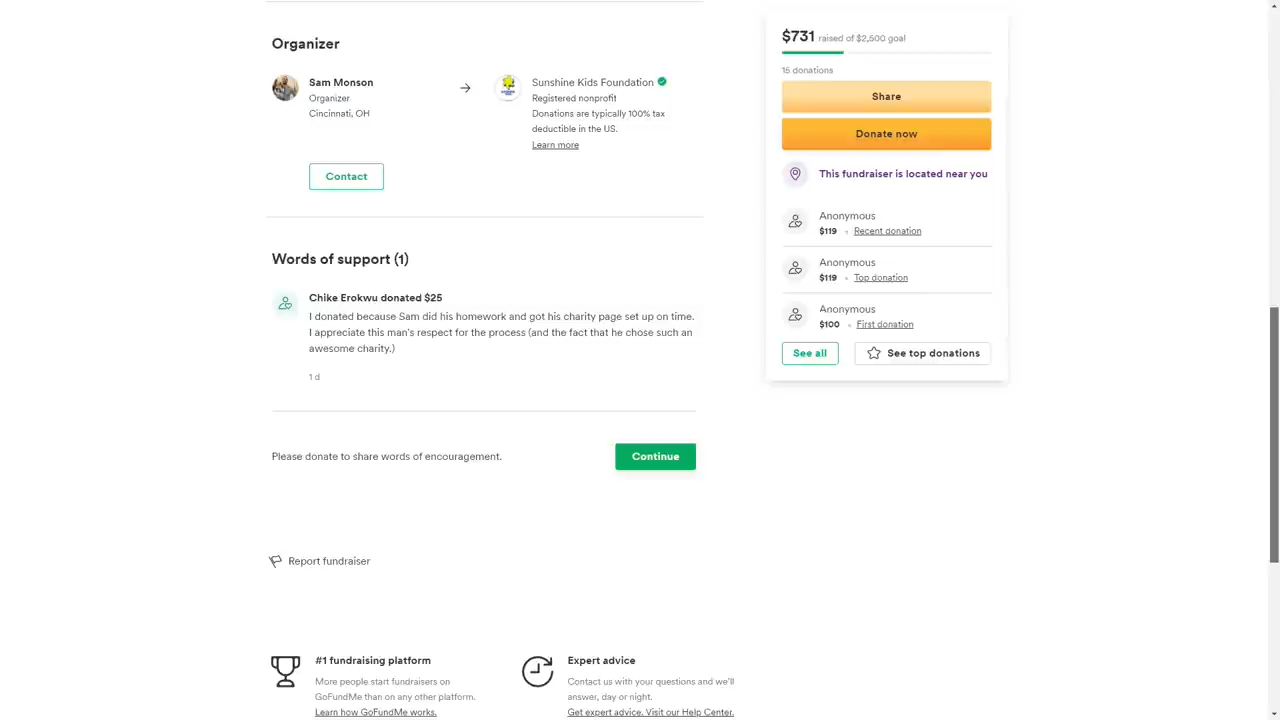 Organizer
Sam Monson
Organizer
Cincinnati, OH
Contact
Sunshine Kids Foundation
Registered nonprofit
Donations are typically 100% tax
deductible in the US.
Learn more
Words of support (1)
Chike Erokwu donated $25
I donated because Sam did his homework and got his charity page set up on time.
I appreciate this man's respect for the process (and the fact that he chose such an
awesome charity.)
1 d
Please donate to share words of encouragement.
Continue
Report fundraiser
$731 raised of $2,500 goal
15 donations
Share
Donate now
This fundraiser is located near you
Anonymous
$119 • Recent donation
Anonymous
$119 • Top donation
Anonymous
$100 • First donation
See all
See top donations
#1 fundraising platform
More people start fundraisers on
GoFundMe than on any other platform.
Learn how GoFundMe works.
Expert advice
Contact us with your questions and we'll
answer, day or night.
Get expert advice. Visit our Help Center.